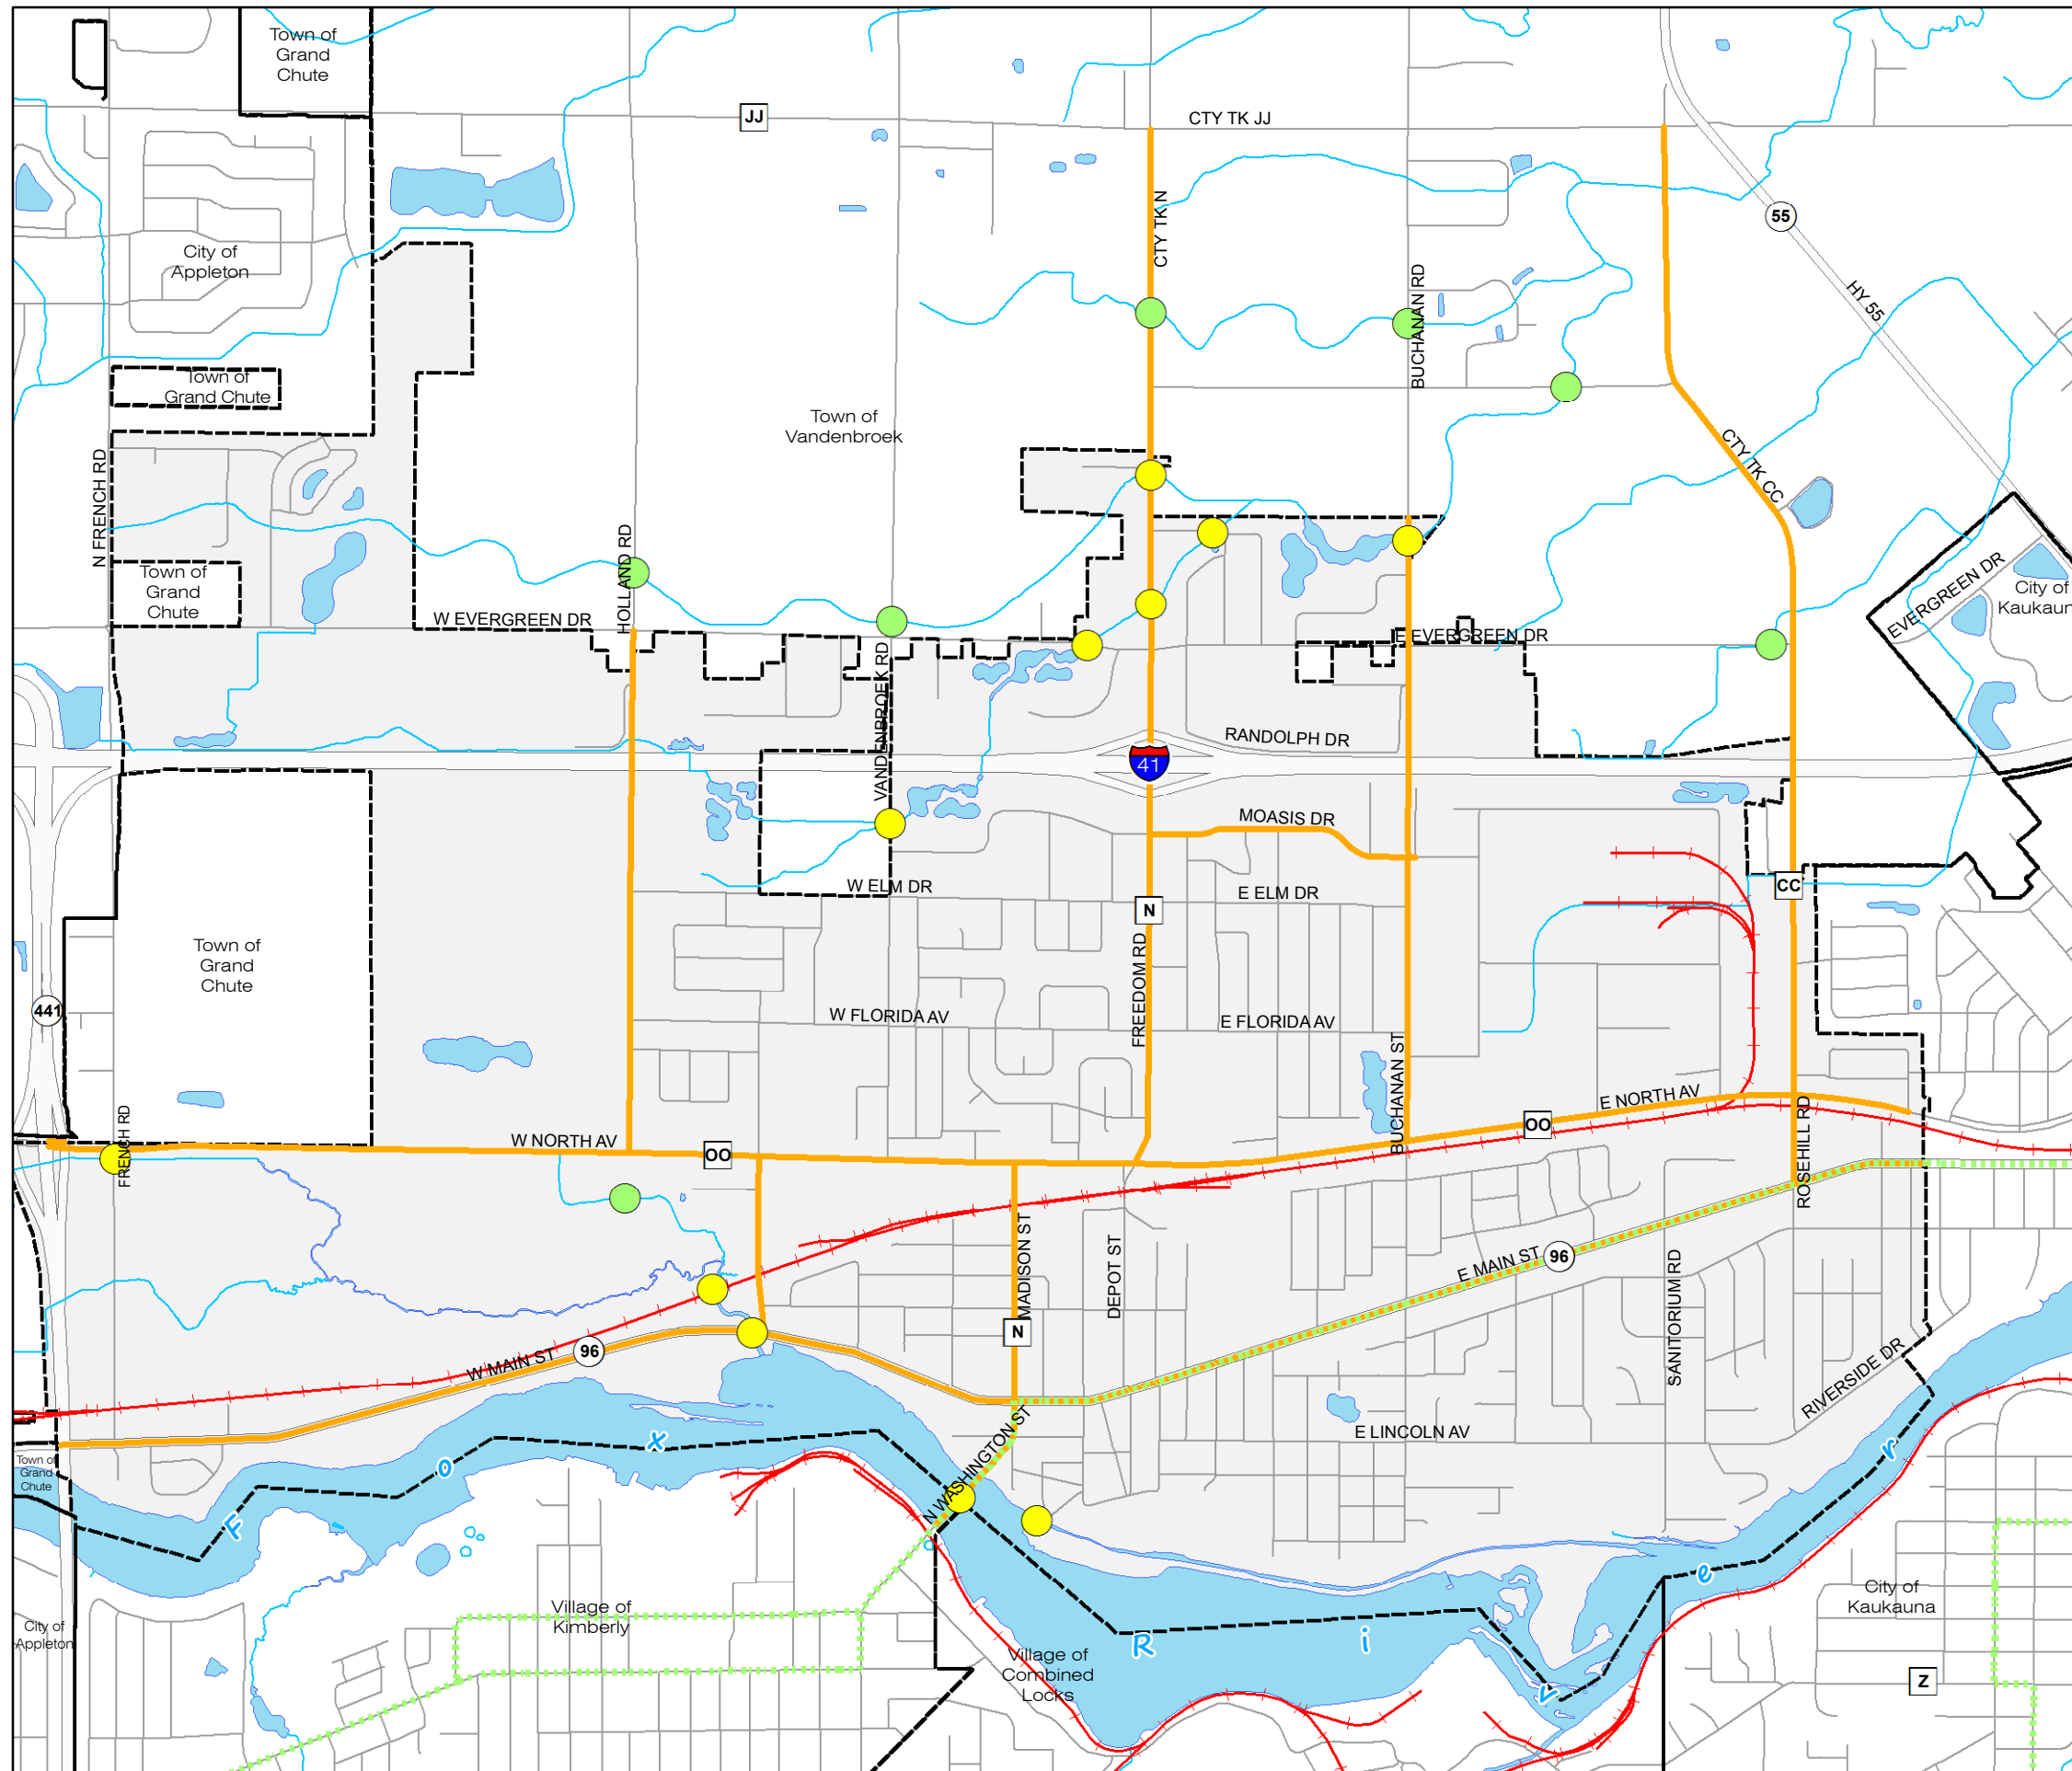 Town of
Grand
Chute
JJ
CTY TK JJ
CTY TK N
55
City of
Appleton
HY 55
BUCHANAN RD
Town of
Grand Chute
Town of
Vandenbroek
CTY TK CC
N FRENCH RD
HOLLAND RD
Town of
Grand
Chute
EVERGREEN DR
City of
Kaukaun
W EVERGREEN DR
E EVERGREEN DR
VANDENBROEK RD
RANDOLPH DR
41
MOASIS DR
W ELM DR
E ELM DR
CC
N
Town of
Grand
Chute
FREEDOM RD
441
W FLORIDA AV
E FLORIDA AV
BUCHANAN ST
E NORTH AV
FRENCH RD
W NORTH AV
OO
OO
ROSEHILL RD
MADISON ST
DEPOT ST
E MAIN ST
96
SANITORIUM RD
N
W MAIN ST
96
RIVERSIDE DR
N WASHINGTON ST
E LINCOLN AV
Town of
Grand
Chute
F o x
R i v e r
City of
Appleton
Village of
Kimberly
Village of
Combined
Locks
City of
Kaukauna
Z